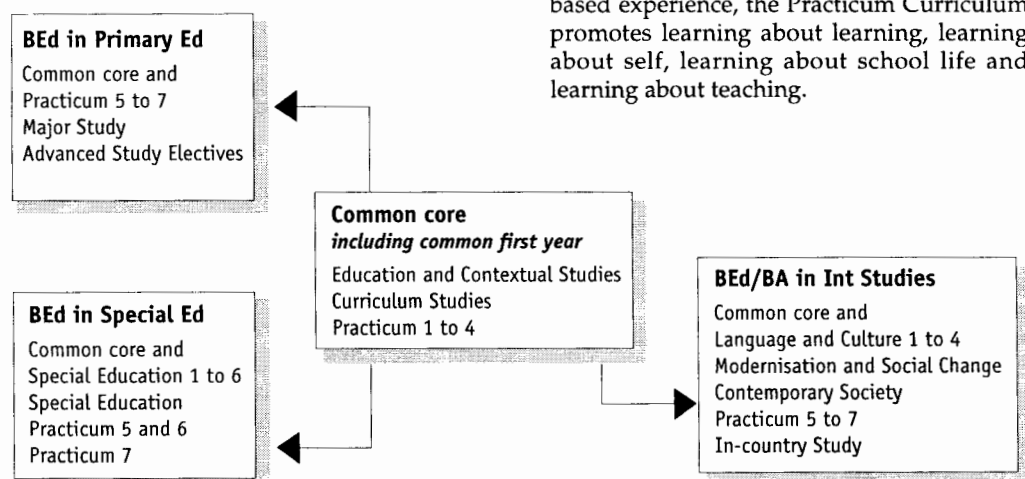 based experience, the Practicum Curriculum
promotes learning about learning, learning
about self, learning about school life and
learning about teaching.
BEd in Primary Ed
Common core and
Practicum 5 to 7
Major Study
Advanced Study Electives
Common core
including common first year
Education and Contextual Studies
Curriculum Studies
Practicum 1 to 4
BEd in Special Ed
Common core and
Special Education 1 to 6
Special Education
Practicum 5 and 6
Practicum 7
BEd/BA in Int Studies
Common core and
Language and Culture 1 to 4
Modernisation and Social Change
Contemporary Society
Practicum 5 to 7
In-country Study